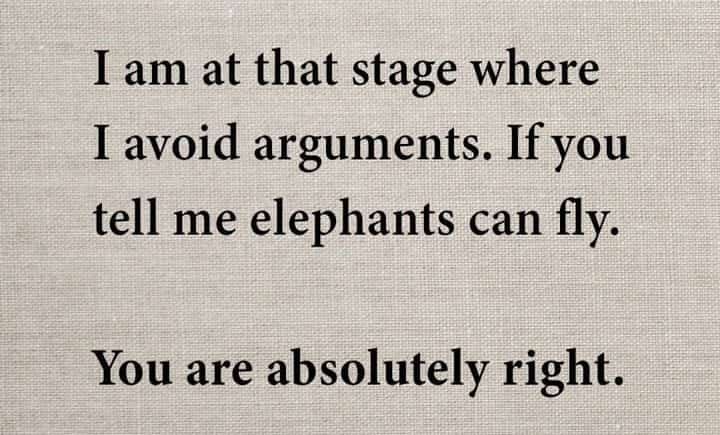 I am at that stage where
I avoid arguments. If you
tell me elephants can fly.
You are absolutely right.